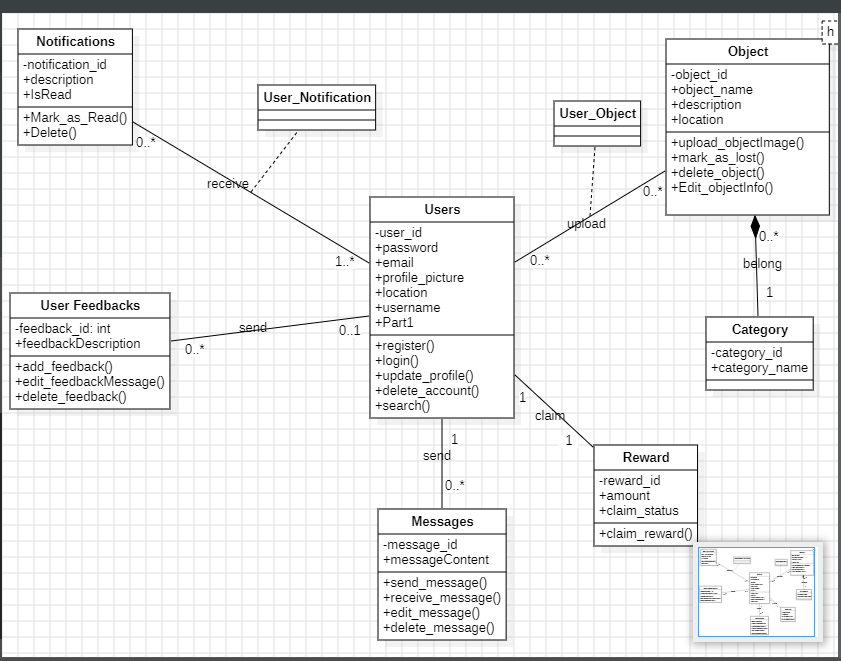 Notifications
-notification_id
+description
+IsRead
+Mark_as_Read()
+Delete()
0..*
User_Notification
receive
1..*
User_Object
upload
0..*
0..*
h
Object
-object_id
+object_name
+description
+location
+upload_objectImage()
+mark_as_lost()
+delete_object()
+Edit_objectInfo()
0..*
belong
1
Category
-category_id
+category_name
Users
-user_id
+password
+email
+profile_picture
+location
+username
+Part1
+register()
+login()
+update_profile()
+delete_account()
+search()
User Feedbacks
-feedback_id: int
+feedbackDescription
+add_feedback()
+edit_feedbackMessage()
+delete_feedback()
0..*
send
0..1
1
claim
1
Reward
-reward_id
+amount
+claim_status
+claim_reward()
1
send
0..*
Messages
-message_id
+messageContent
+send_message()
+receive_message()
+edit_message()
+delete_message()